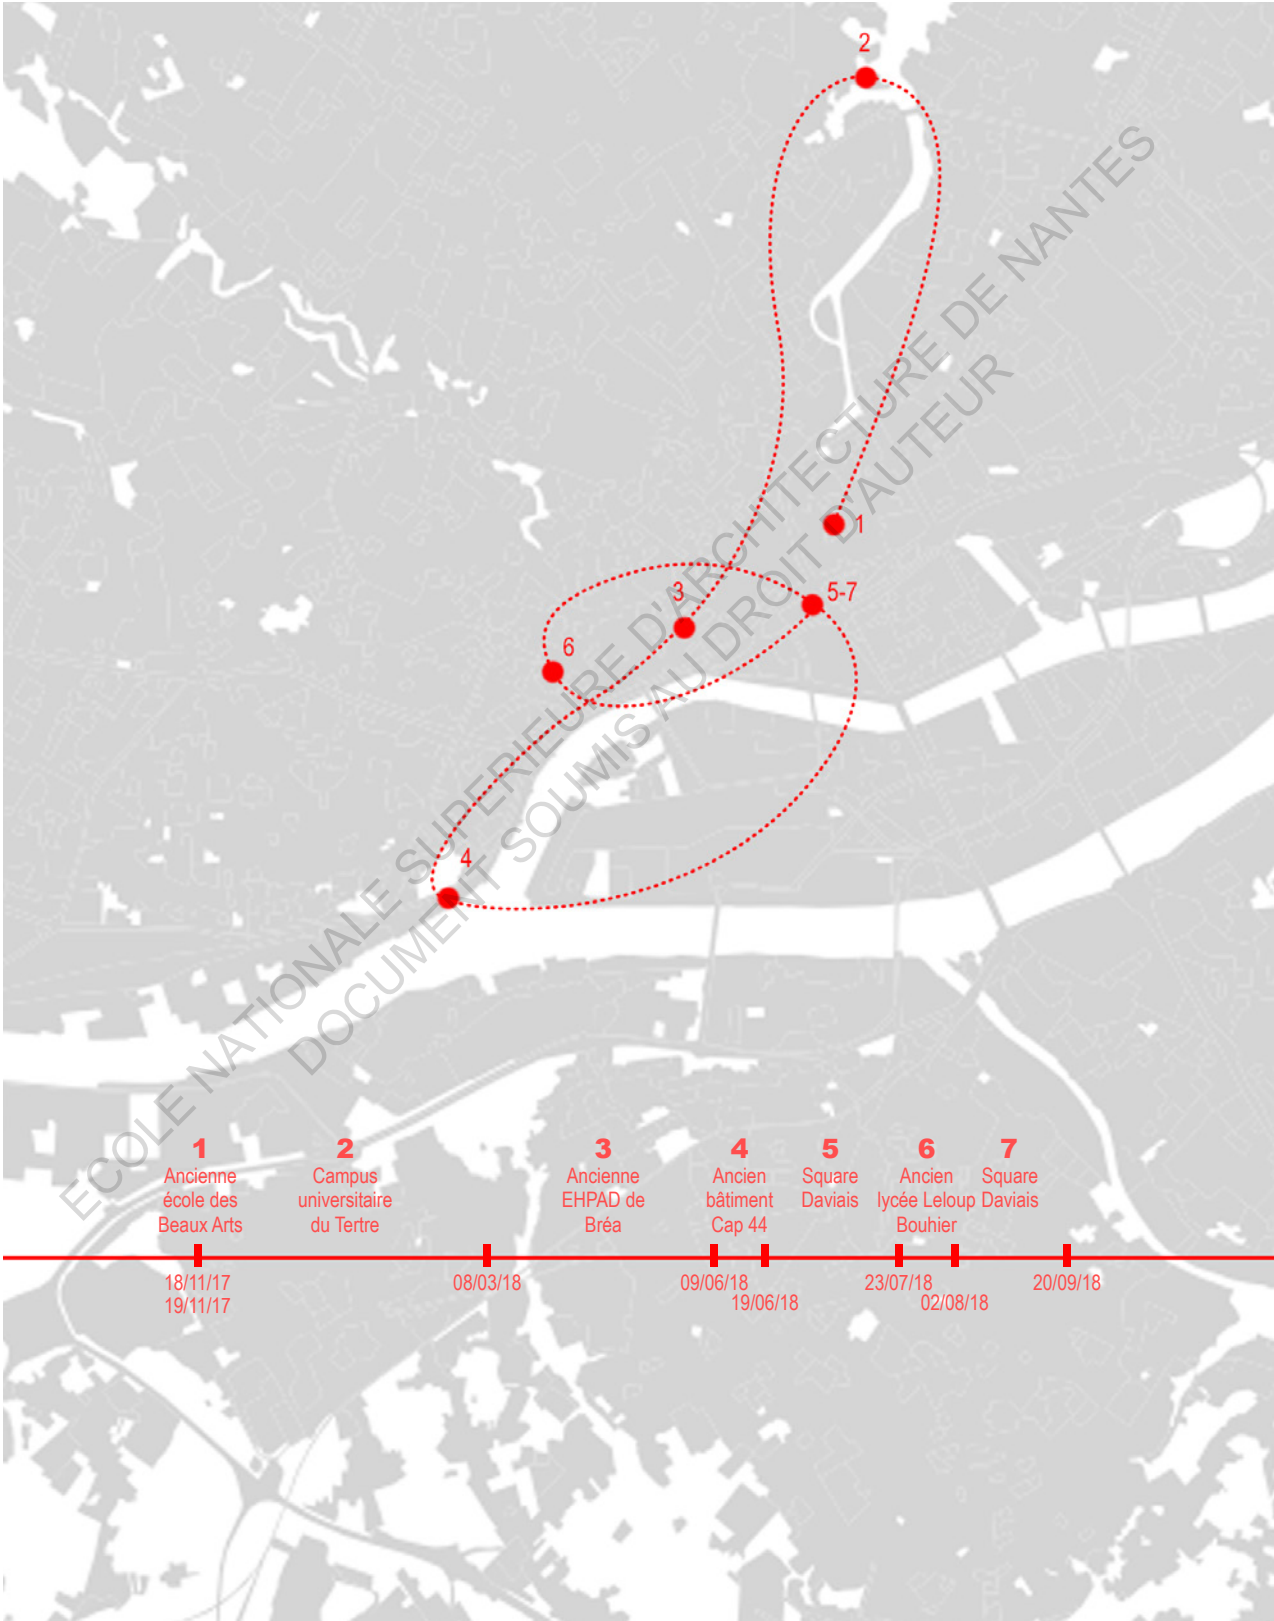 2
1
3
5-7
6
4
ECOLE NATIONALE SUPERIEURE D'ARCHITECTURE DE NANTES
DOCUMENT SOUMIS AU DROIT D'AUTEUR
1
Ancienne
école des
Beaux Arts
2
Campus
universitaire
du Tertre
3
Ancienne
EHPAD de
Bréa
4
Ancien
bâtiment
Cap 44
5
Square
Daviais
6
Ancien
lycée Leloup
Bouhier
7
Square
Daviais
18/11/17
19/11/17
08/03/18
09/06/18
19/06/18
23/07/18
02/08/18
20/09/18